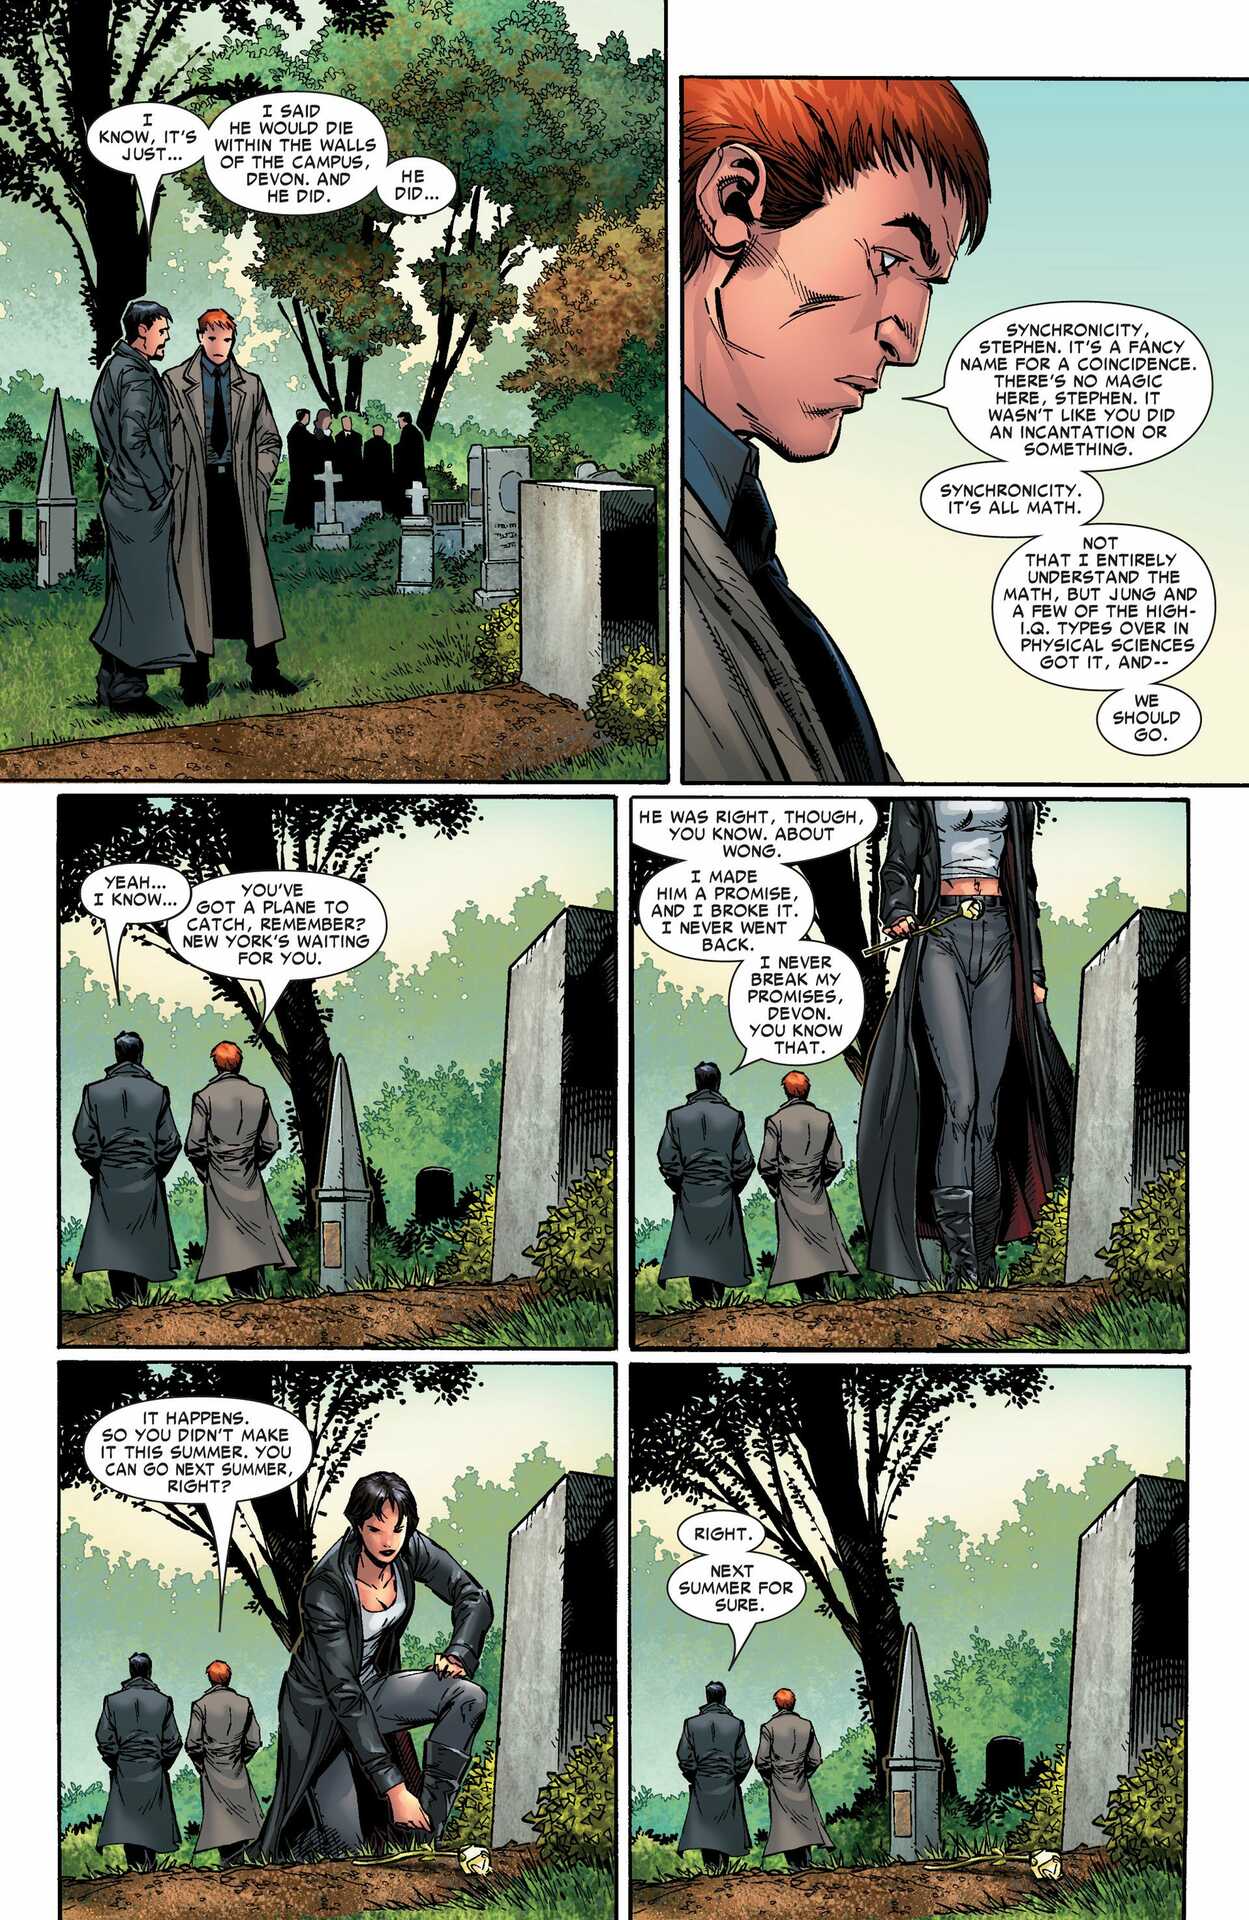 I
KNOW, IT'S
JUST...
I SAID
HE WOULD DIE
WITHIN THE WALLS
OF THE CAMPUS,
DEVON. AND
HE DID.
HE
DID...
SYNCHRONICITY,
STEPHEN. IT'S A FANCY
NAME FOR A COINCIDENCE.
THERE'S NO MAGIC
HERE, STEPHEN. IT
WASN'T LIKE YOU DID
AN INCANTATION OR
SOMETHING.
SYNCHRONICITY.
IT'S ALL MATH.
NOT
THAT I ENTIRELY
UNDERSTAND THE
MATH, BUT JUNG AND
A FEW OF THE HIGH-
I.Q. TYPES OVER IN
PHYSICAL SCIENCES
GOT IT, AND--
WE
SHOULD
GO.
YEAH...
I KNOW...
YOU'VE
GOT A PLANE TO
CATCH, REMEMBER?
NEW YORK'S WAITING
FOR YOU.
HE WAS RIGHT, THOUGH,
YOU KNOW. ABOUT
WONG.
I MADE
HIM A PROMISE,
AND I BROKE IT.
I NEVER WENT
BACK.
I NEVER
BREAK MY
PROMISES,
DEVON.
YOU KNOW
THAT.
IT HAPPENS.
SO YOU DIDN'T MAKE
IT THIS SUMMER. YOU
CAN GO NEXT SUMMER,
RIGHT?
RIGHT.
NEXT
SUMMER FOR
SURE.